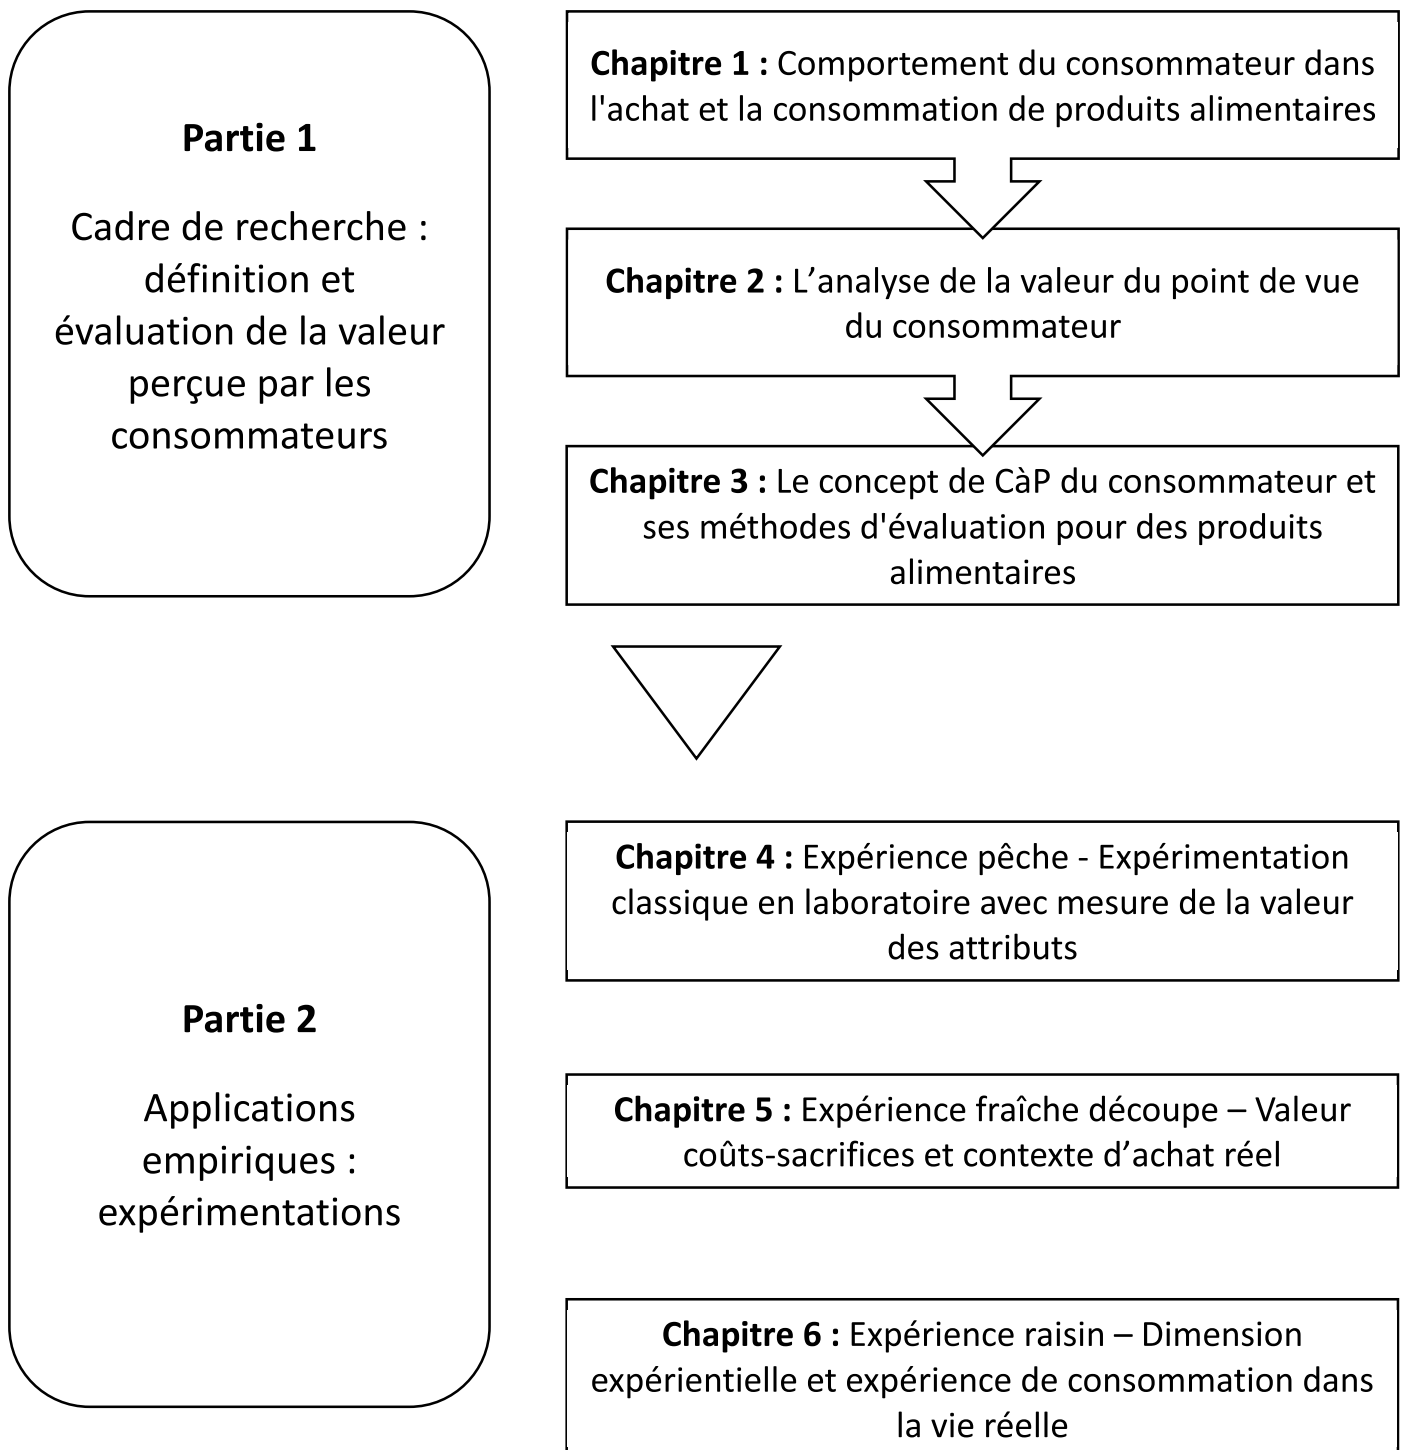 Partie 1
Cadre de recherche :
définition et
évaluation de la valeur
perçue par les
consommateurs
Chapitre 1 : Comportement du consommateur dans
l'achat et la consommation de produits alimentaires
Chapitre 2 : L’analyse de la valeur du point de vue
du consommateur
Chapitre 3 : Le concept de CàP du consommateur et
ses méthodes d'évaluation pour des produits
alimentaires
Partie 2
Applications
empiriques :
expérimentations
Chapitre 4 : Expérience pêche - Expérimentation
classique en laboratoire avec mesure de la valeur
des attributs
Chapitre 5 : Expérience fraîche découpe – Valeur
coûts-sacrifices et contexte d’achat réel
Chapitre 6 : Expérience raisin – Dimension
expérientielle et expérience de consommation dans
la vie réelle